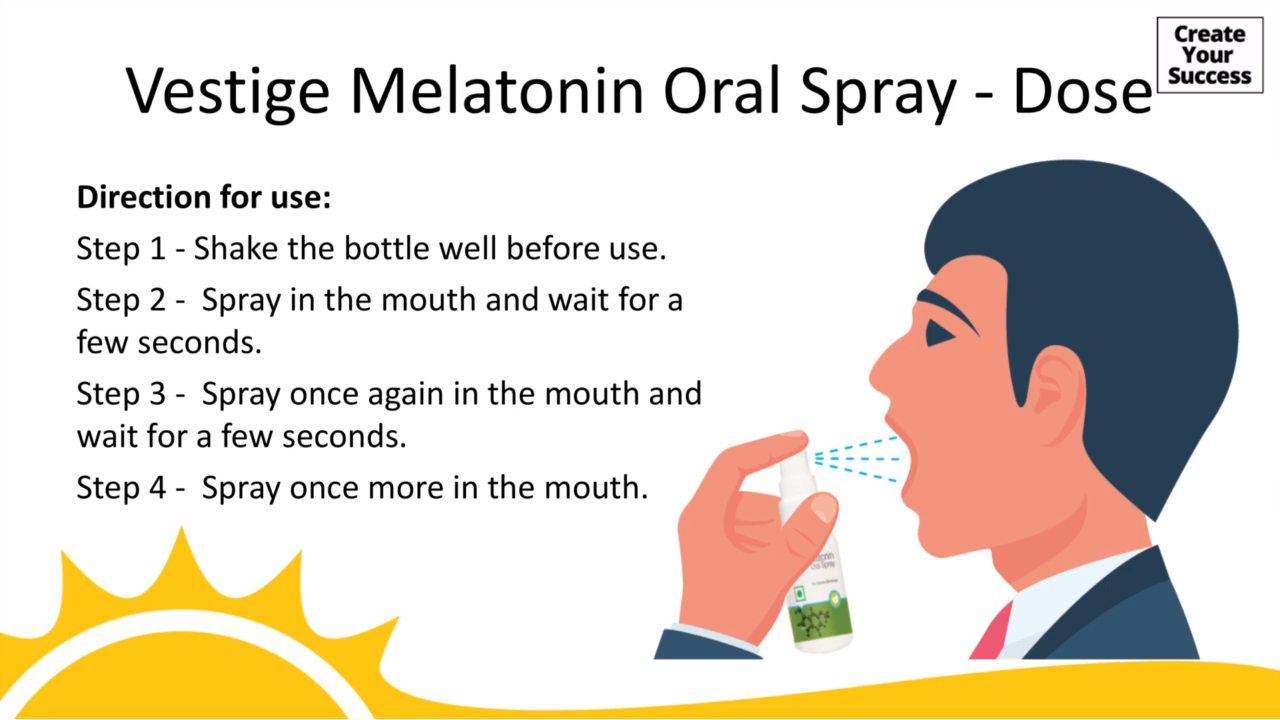 Create
Your
Success
Vestige Melatonin Oral Spray - Dose
Direction for use:
Step 1 - Shake the bottle well before use.
Step 2 -  Spray in the mouth and wait for a
few seconds.
Step 3 -  Spray once again in the mouth and
wait for a few seconds.
Step 4 -  Spray once more in the mouth.
Oral Spray